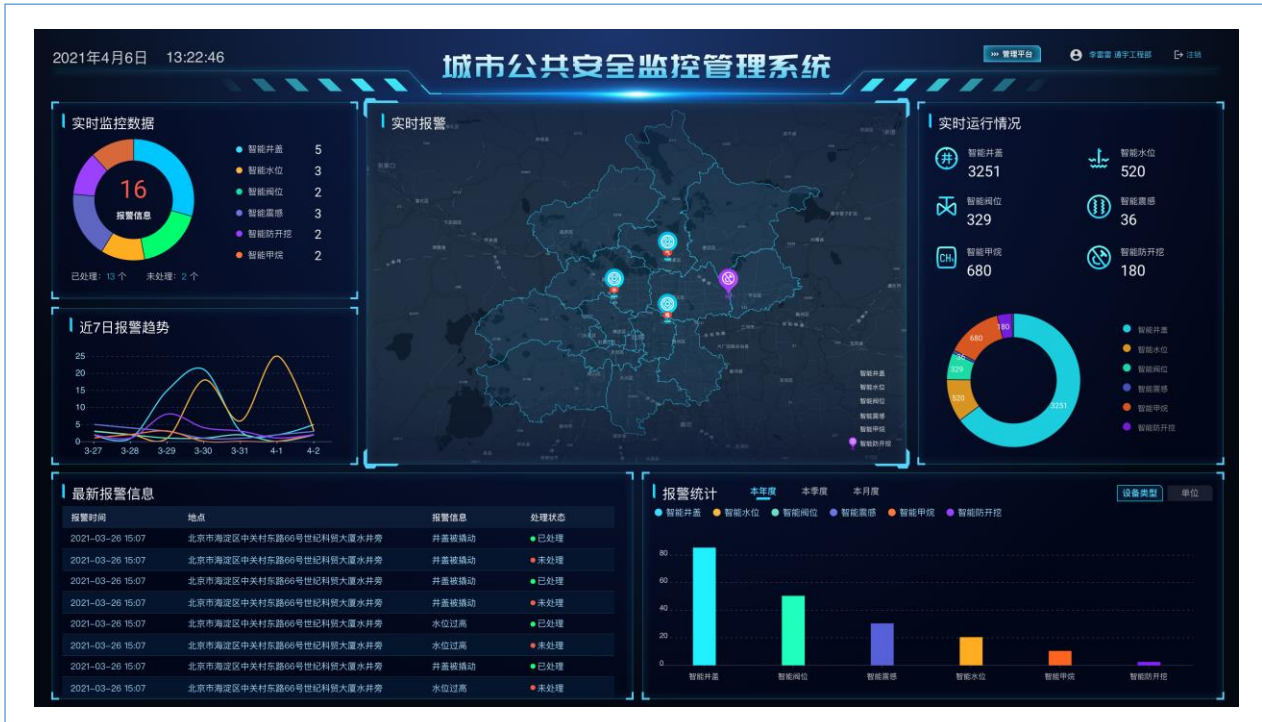 2021年4月6日 13:22:46
城市公共安全监控管理系统
››› 管理平台
李雷雷 通宇工程部
注销
实时监控数据
16
报警信息
智能井盖 5
智能水位 3
智能阀位 2
智能震感 3
智能防开挖 2
智能甲烷 2
已处理：13 个 未处理：2 个
近7日报警趋势
25
20
15
10
5
0
3-27 3-28 3-29 3-30 3-31 4-1 4-2
实时报警
张家口
智能井盖
智能水位
智能阀位
智能震感
智能甲烷
智能防开挖
实时运行情况
井
智能井盖
3251
智能水位
520
智能阀位
329
智能震感
36
CH₄
智能甲烷
680
智能防开挖
180
180
680
36
329
520
3251
智能井盖
智能水位
智能阀位
智能震感
智能甲烷
智能防开挖
最新报警信息
报警时间 地点 报警信息 处理状态
2021-03-26 15:07 北京市海淀区中关村东路66号世纪科贸大厦水井旁 井盖被撬动 已处理
2021-03-26 15:07 北京市海淀区中关村东路66号世纪科贸大厦水井旁 井盖被撬动 未处理
2021-03-26 15:07 北京市海淀区中关村东路66号世纪科贸大厦水井旁 井盖被撬动 已处理
2021-03-26 15:07 北京市海淀区中关村东路66号世纪科贸大厦水井旁 井盖被撬动 未处理
2021-03-26 15:07 北京市海淀区中关村东路66号世纪科贸大厦水井旁 水位过高 已处理
2021-03-26 15:07 北京市海淀区中关村东路66号世纪科贸大厦水井旁 水位过高 未处理
2021-03-26 15:07 北京市海淀区中关村东路66号世纪科贸大厦水井旁 井盖被撬动 已处理
2021-03-26 15:07 北京市海淀区中关村东路66号世纪科贸大厦水井旁 水位过高 未处理
报警统计 本年度 本季度 本月度
设备类型 单位
智能井盖 智能水位 智能阀位 智能震感 智能甲烷 智能防开挖
80
60
40
20
0
智能井盖 智能阀位 智能震感 智能水位 智能甲烷 智能防开挖